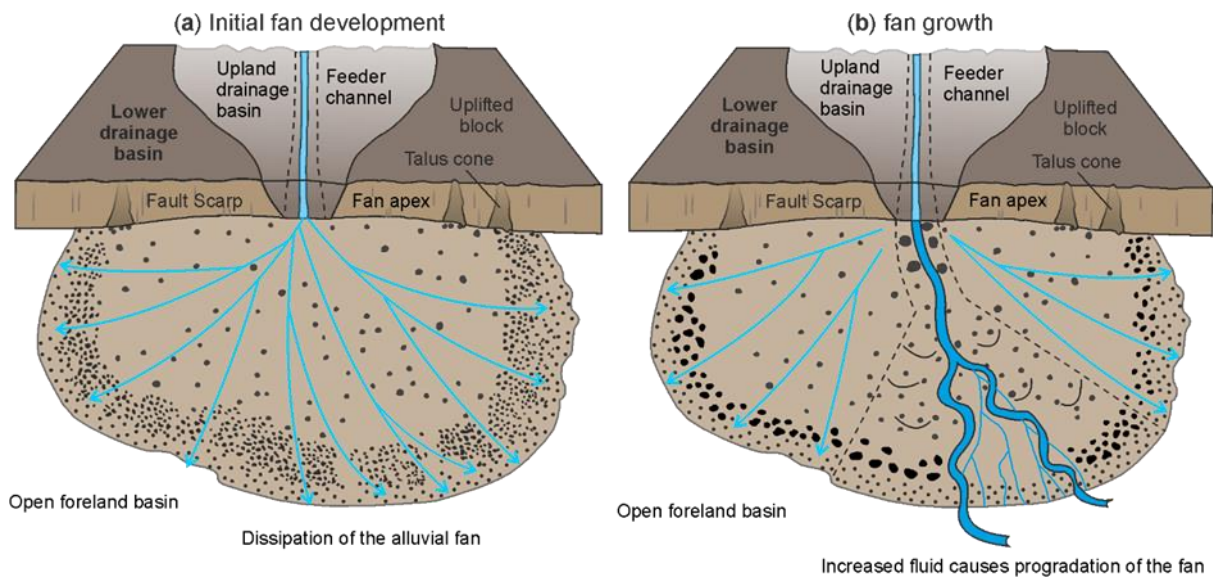 (a) Initial fan development
Upland
drainage
basin
Feeder
channel
Lower
drainage
basin
Uplifted
block
Talus cone
Fault Scarp
Fan apex
Open foreland basin
Dissipation of the alluvial fan
(b) fan growth
Upland
drainage
basin
Feeder
channel
Lower
drainage
basin
Uplifted
block
Talus cone
Fault Scarp
Fan apex
Open foreland basin
Increased fluid causes progradation of the fan